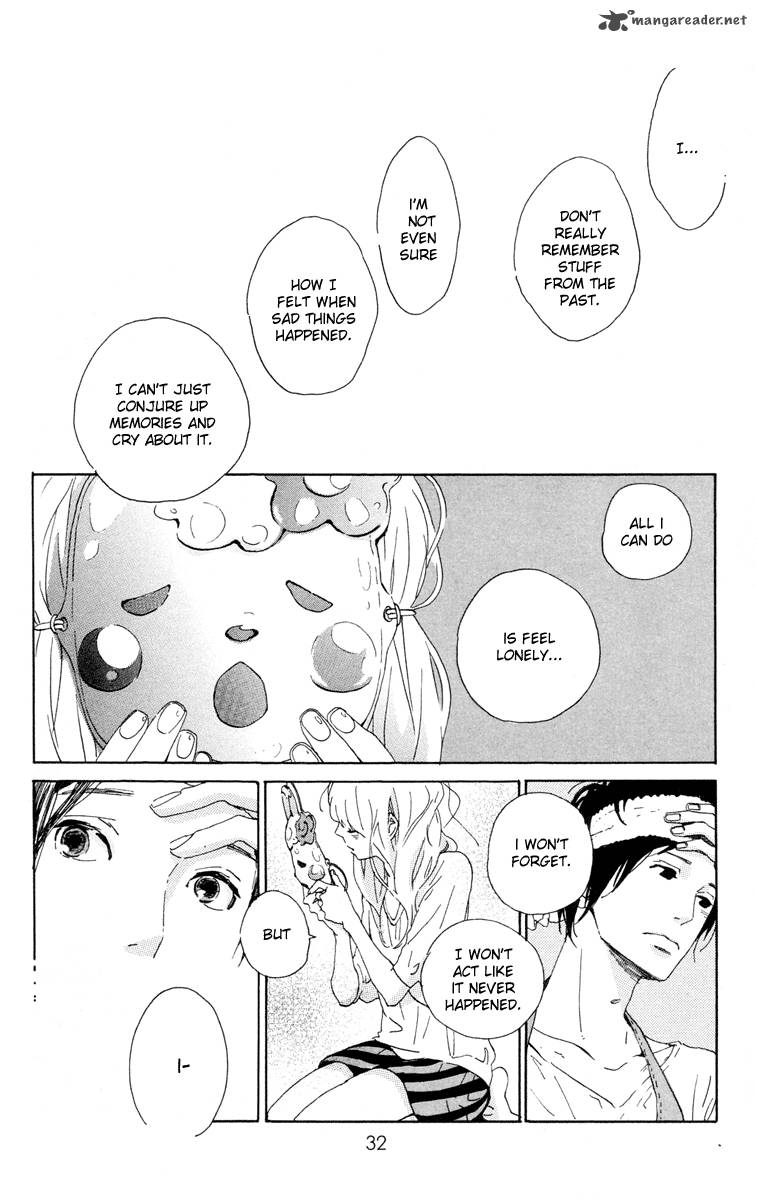 mangareader.net
I...
DON'T
REALLY
REMEMBER
STUFF
FROM THE
PAST.
I'M
NOT
EVEN
SURE
HOW I
FELT WHEN
SAD THINGS
HAPPENED.
I CAN'T JUST
CONJURE UP
MEMORIES AND
CRY ABOUT IT.
ALL I
CAN DO
IS FEEL
LONELY...
I WON'T
FORGET.
I WON'T
ACT LIKE
IT NEVER
HAPPENED.
BUT
I-
32